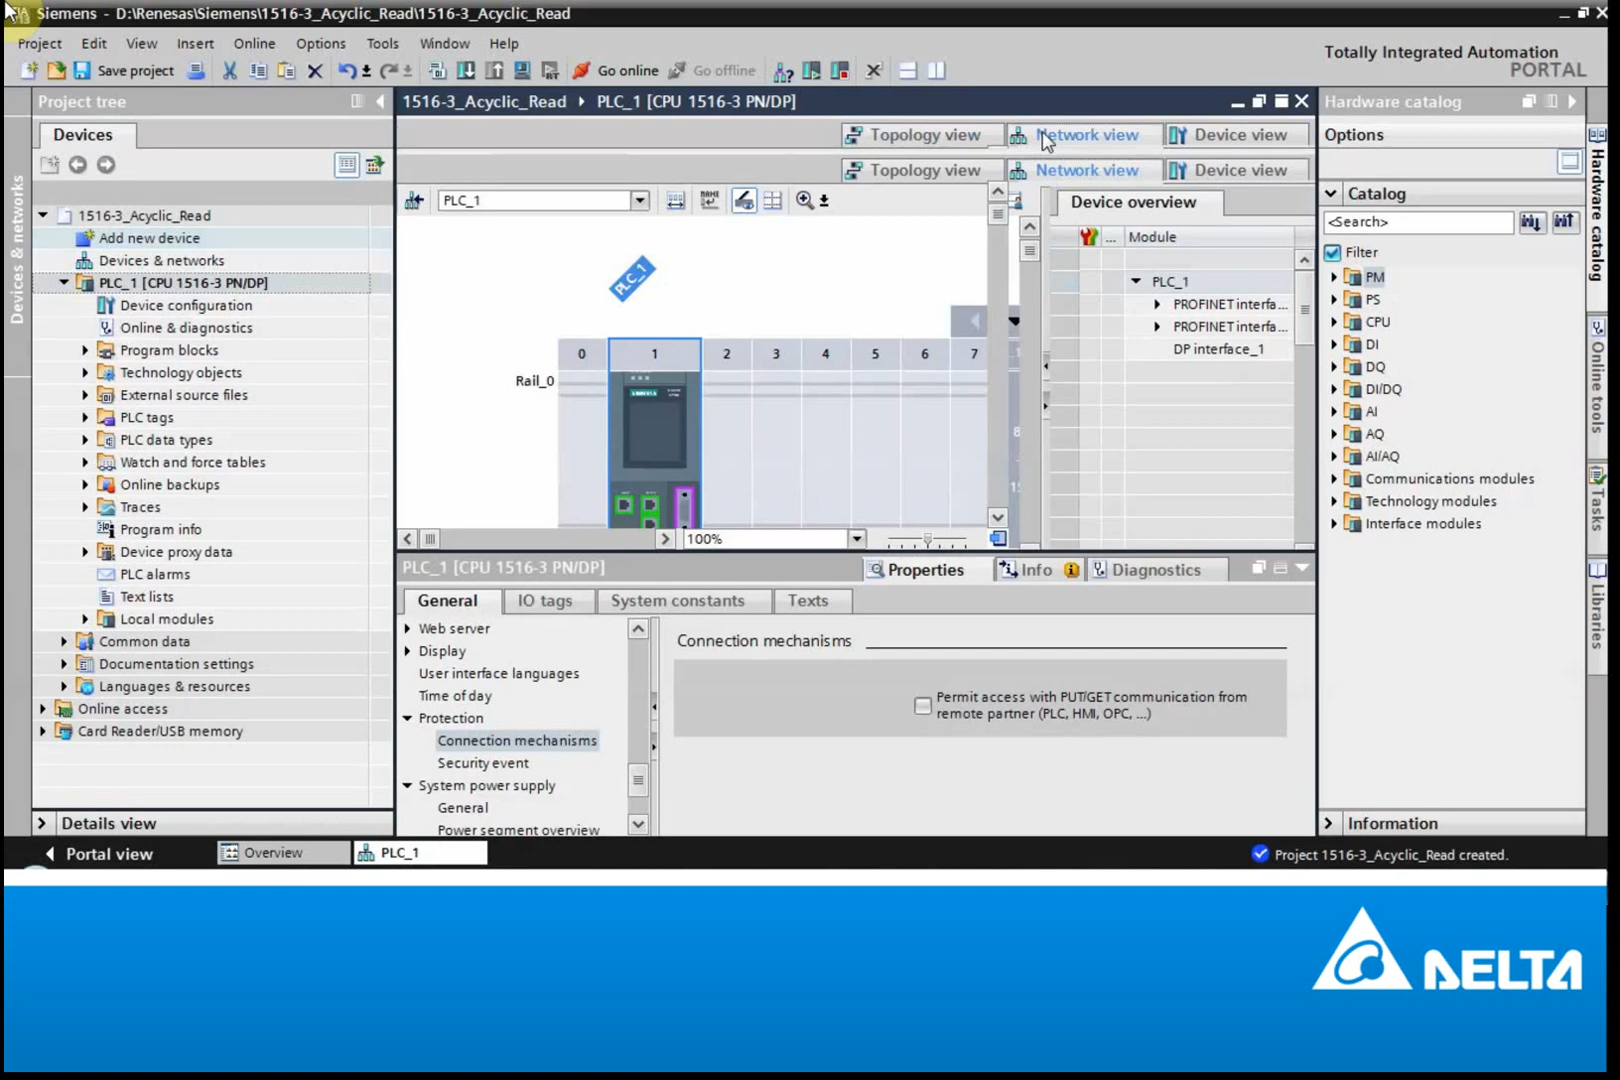 Siemens - D:\Renesas\Siemens\1516-3_Acyclic_Read\1516-3_Acyclic_Read
Project Edit View Insert Online Options Tools Window Help
Totally Integrated Automation
PORTAL
Save project
Go online
Go offline
Project tree
1516-3_Acyclic_Read
PLC_1 [CPU 1516-3 PN/DP]
Hardware catalog
Devices
Topology view
Network view
Device view
Options
Topology view
Network view
Device view
Devices & networks
1516-3_Acyclic_Read
Add new device
Devices & networks
PLC_1 [CPU 1516-3 PN/DP]
Device configuration
Online & diagnostics
Program blocks
Technology objects
External source files
PLC tags
PLC data types
Watch and force tables
Online backups
Traces
Program info
Device proxy data
PLC alarms
Text lists
Local modules
Common data
Documentation settings
Languages & resources
Online access
Card Reader/USB memory
Details view
PLC_1
NAME
PLC_1
0 1 2 3 4 5 6 7
Rail_0
SIEMENS
100%
Device overview
... Module
PLC_1
PROFINET interfa...
PROFINET interfa...
DP interface_1
PLC_1 [CPU 1516-3 PN/DP]
Properties
Info
Diagnostics
General
IO tags
System constants
Texts
Web server
Display
User interface languages
Time of day
Protection
Connection mechanisms
Security event
System power supply
General
Power segment overview
Connection mechanisms
Permit access with PUT/GET communication from
remote partner (PLC, HMI, OPC, ...)
Catalog
<Search>
Filter
PM
PS
CPU
DI
DQ
DI/DQ
AI
AQ
AI/AQ
Communications modules
Technology modules
Interface modules
Information
Hardware catalog
Online tools
Tasks
Libraries
Portal view
Overview
PLC_1
Project 1516-3_Acyclic_Read created.
DELTA